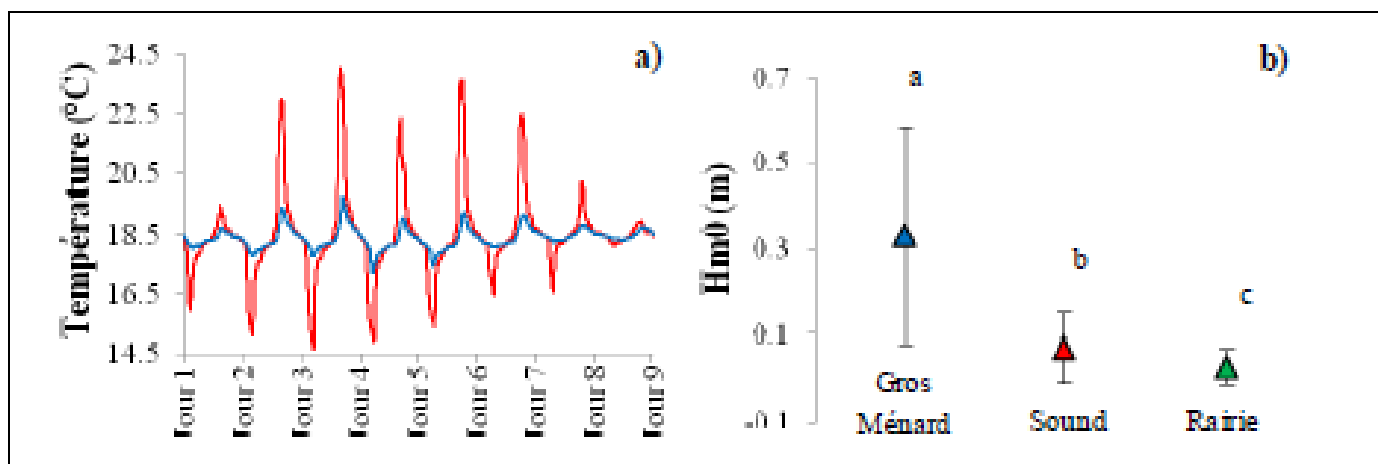 a)
Température (°C)
24.5
22.5
20.5
18.5
16.5
14.5
Jour 1
Jour 2
Jour 3
Jour 4
Jour 5
Jour 6
Jour 7
Jour 8
Jour 9
b)
Hm0 (m)
0.7
0.5
0.3
0.1
-0.1
a
b
c
Gros
Ménard
Sound
Rairie